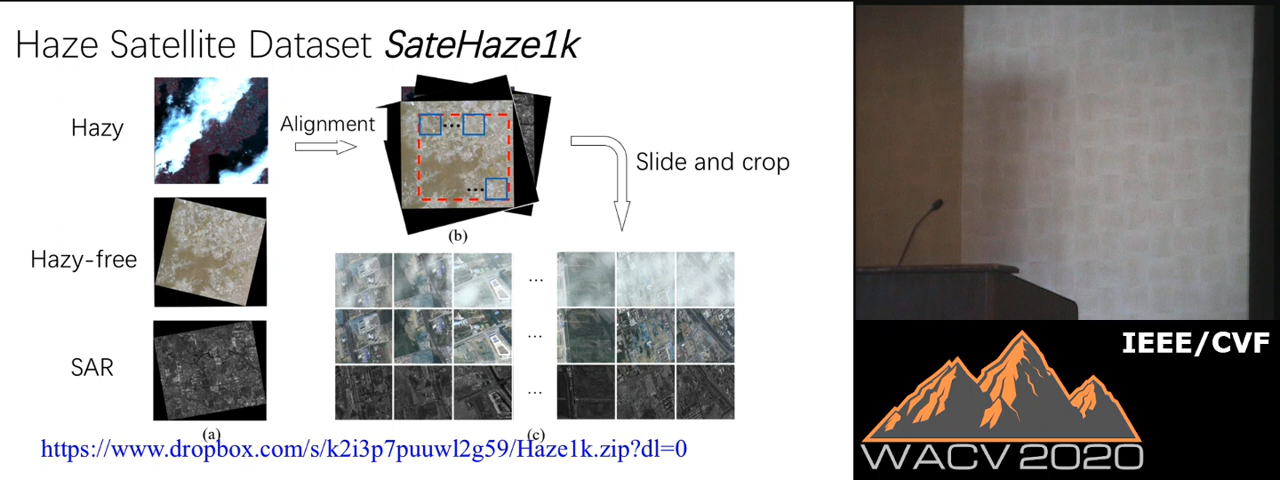 Haze Satellite Dataset SateHaze1k
Hazy
Alignment
Slide and crop
(b)
Hazy-free
...
...
SAR
...
(a)
(c)
https://www.dropbox.com/s/k2i3p7puuwl2g59/Haze1k.zip?dl=0
IEEE/CVF
WACV 2020